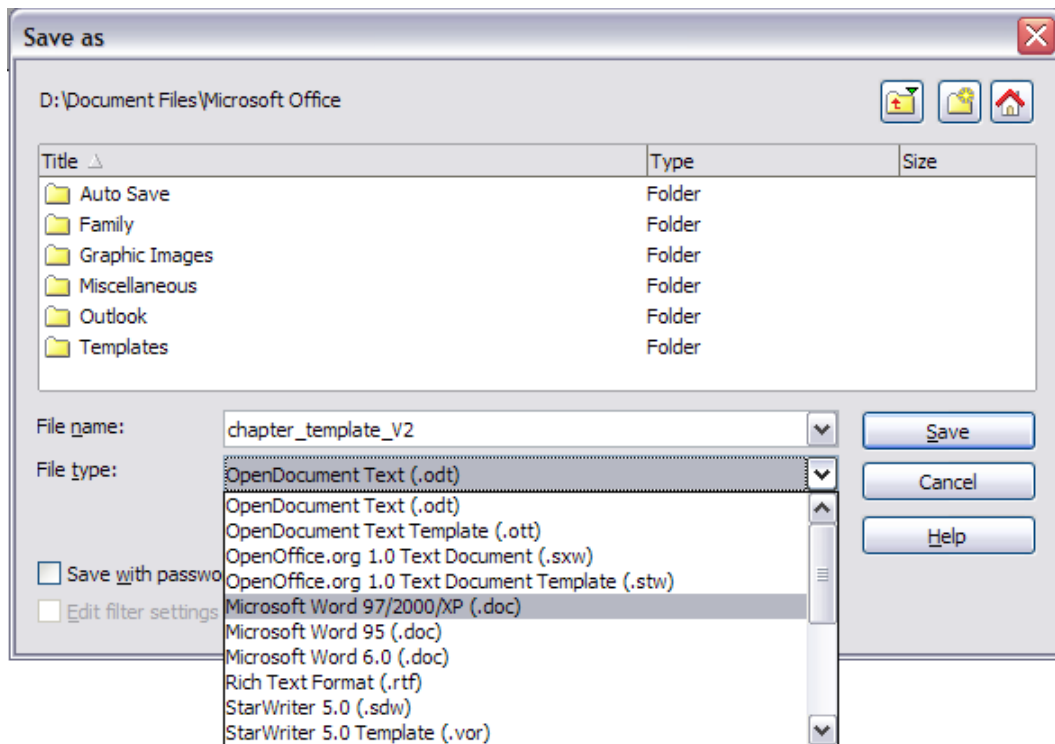 Save as
D:\Document Files\Microsoft Office
Title Type Size
Auto Save Folder
Family Folder
Graphic Images Folder
Miscellaneous Folder
Outlook Folder
Templates Folder
File name: chapter_template_V2 Save
File type: OpenDocument Text (.odt) Cancel
OpenDocument Text (.odt)
OpenDocument Text Template (.ott) Help
OpenOffice.org 1.0 Text Document (.sxw)
Save with passwo OpenOffice.org 1.0 Text Document Template (.stw)
Edit filter settings Microsoft Word 97/2000/XP (.doc)
Microsoft Word 95 (.doc)
Microsoft Word 6.0 (.doc)
Rich Text Format (.rtf)
StarWriter 5.0 (.sdw)
StarWriter 5.0 Template (.vor)